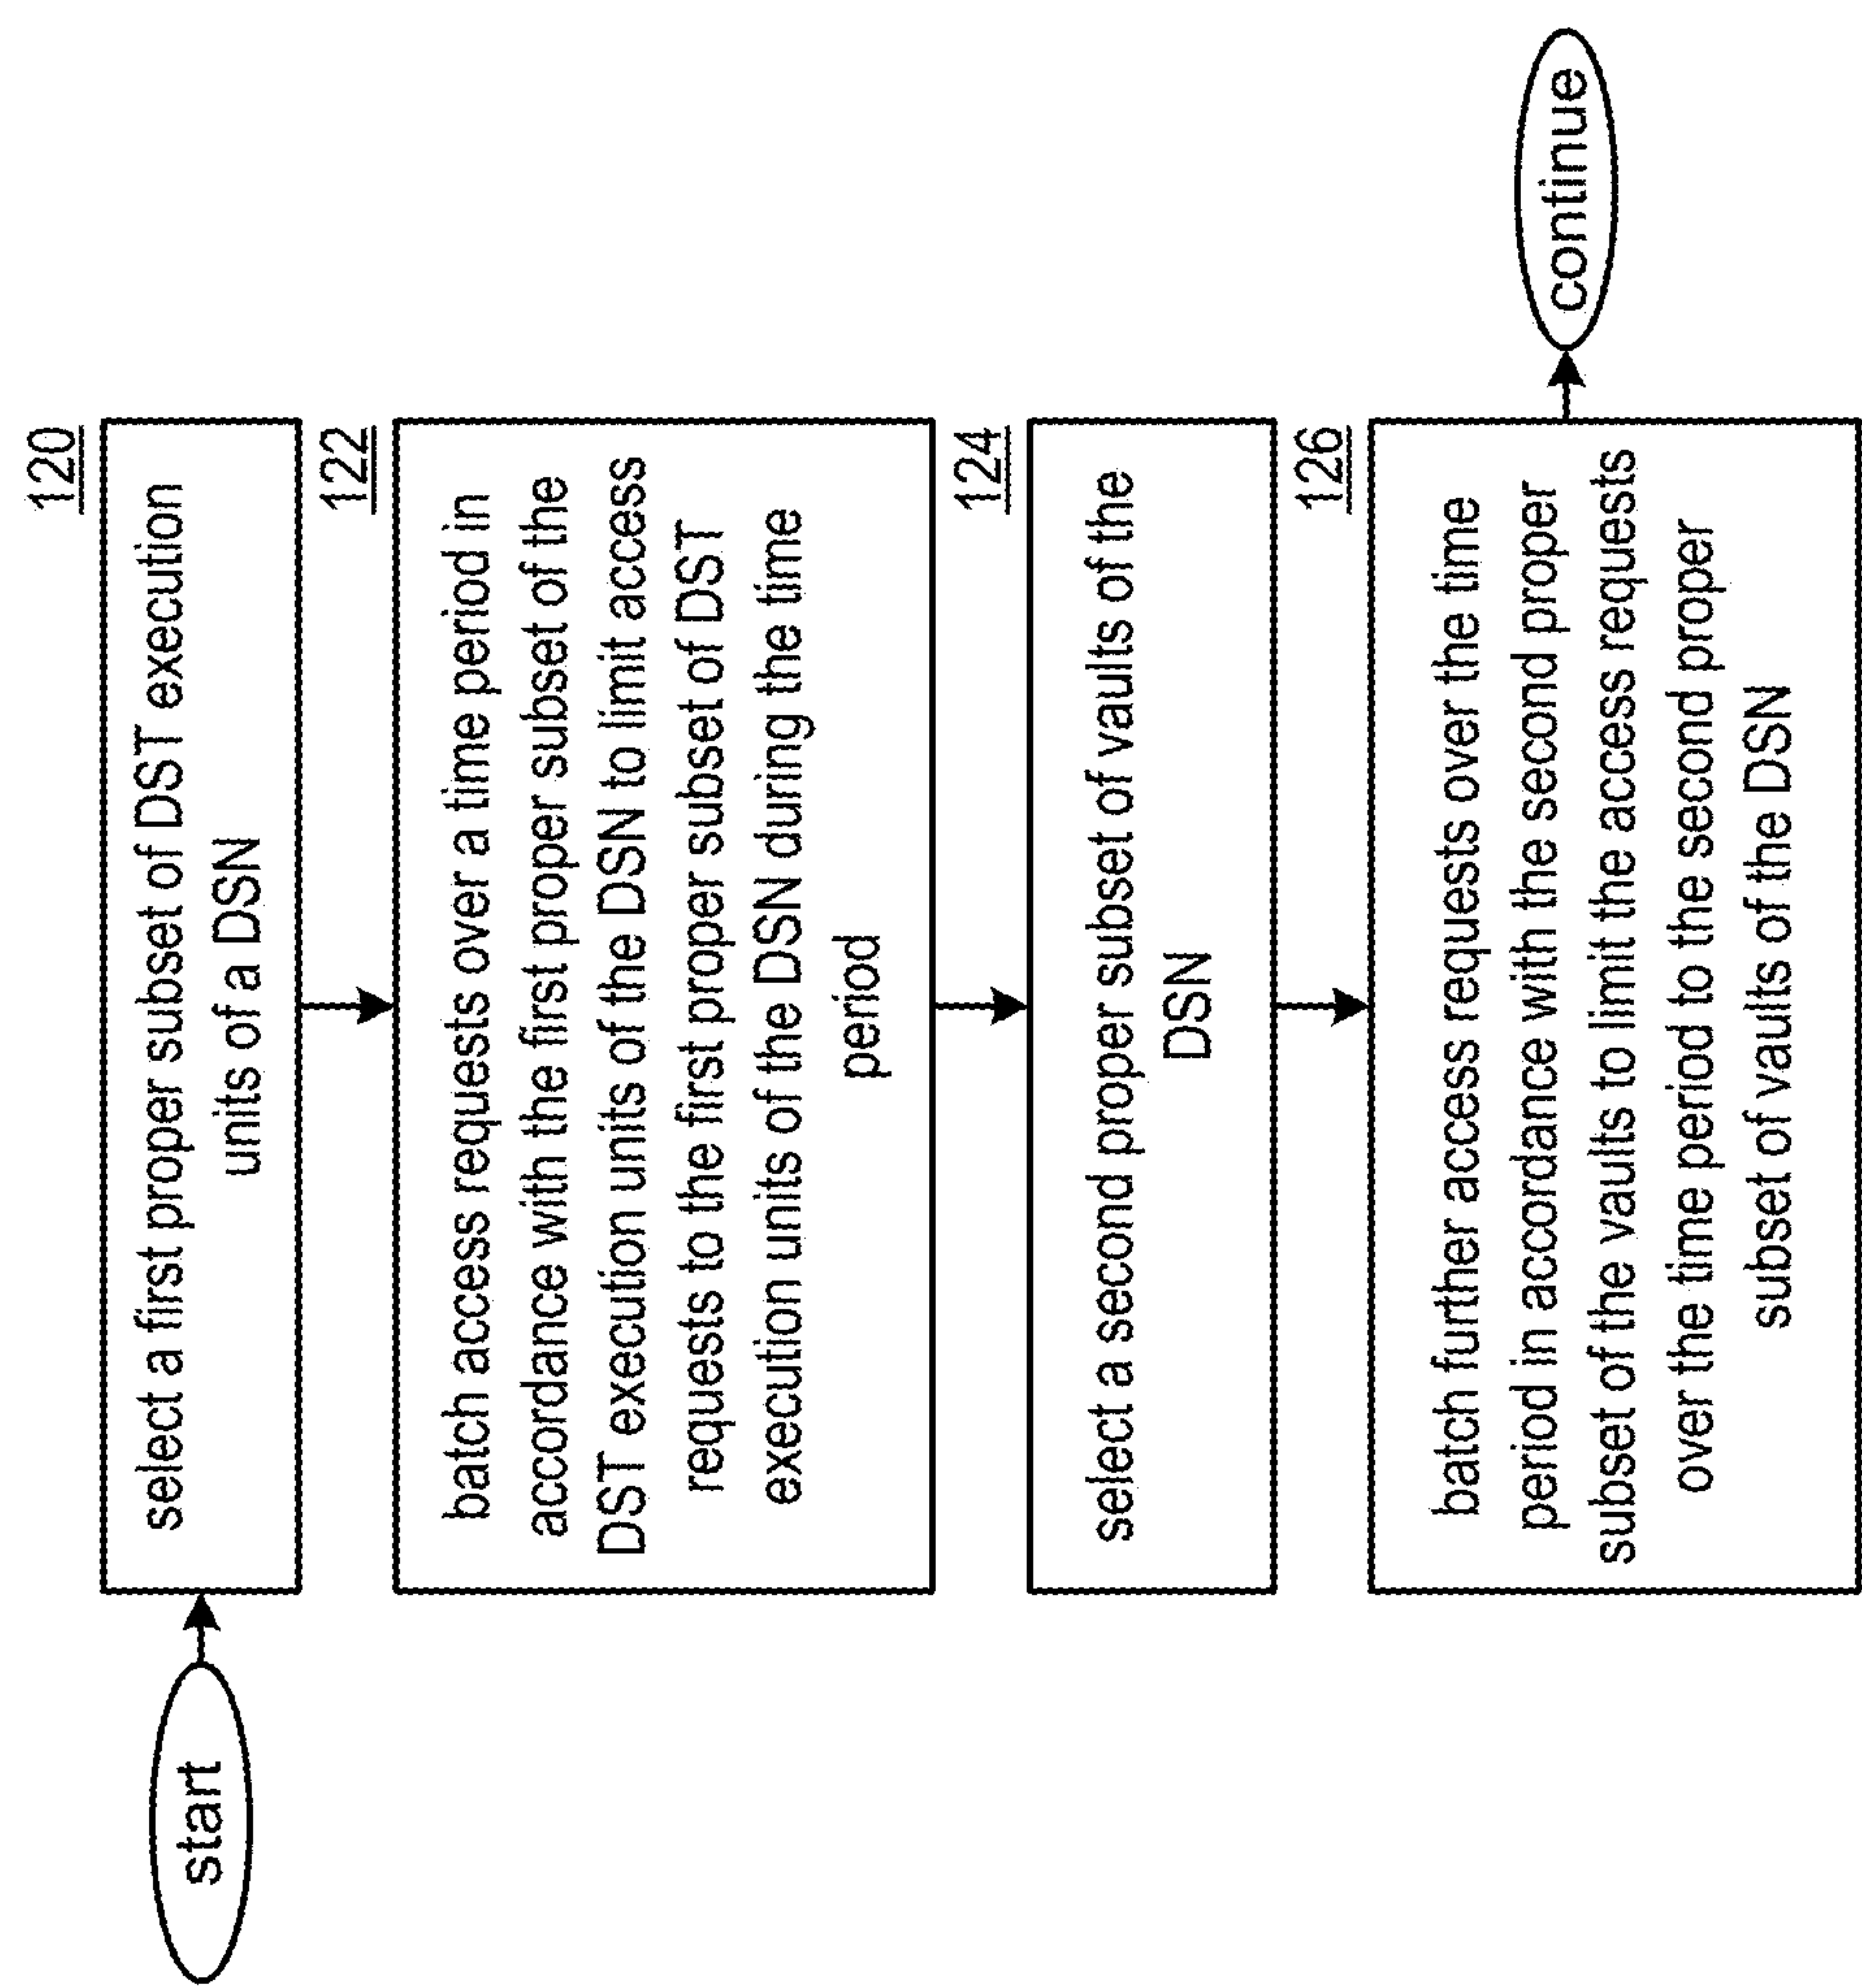 start
120
select a first proper subset of DST execution
units of a DSN
122
batch access requests over a time period in
accordance with the first proper subset of the
DST execution units of the DSN to limit access
requests to the first proper subset of DST
execution units of the DSN during the time
period
124
select a second proper subset of vaults of the
DSN
126
batch further access requests over the time
period in accordance with the second proper
subset of the vaults to limit the access requests
over the time period to the second proper
subset of vaults of the DSN
continue